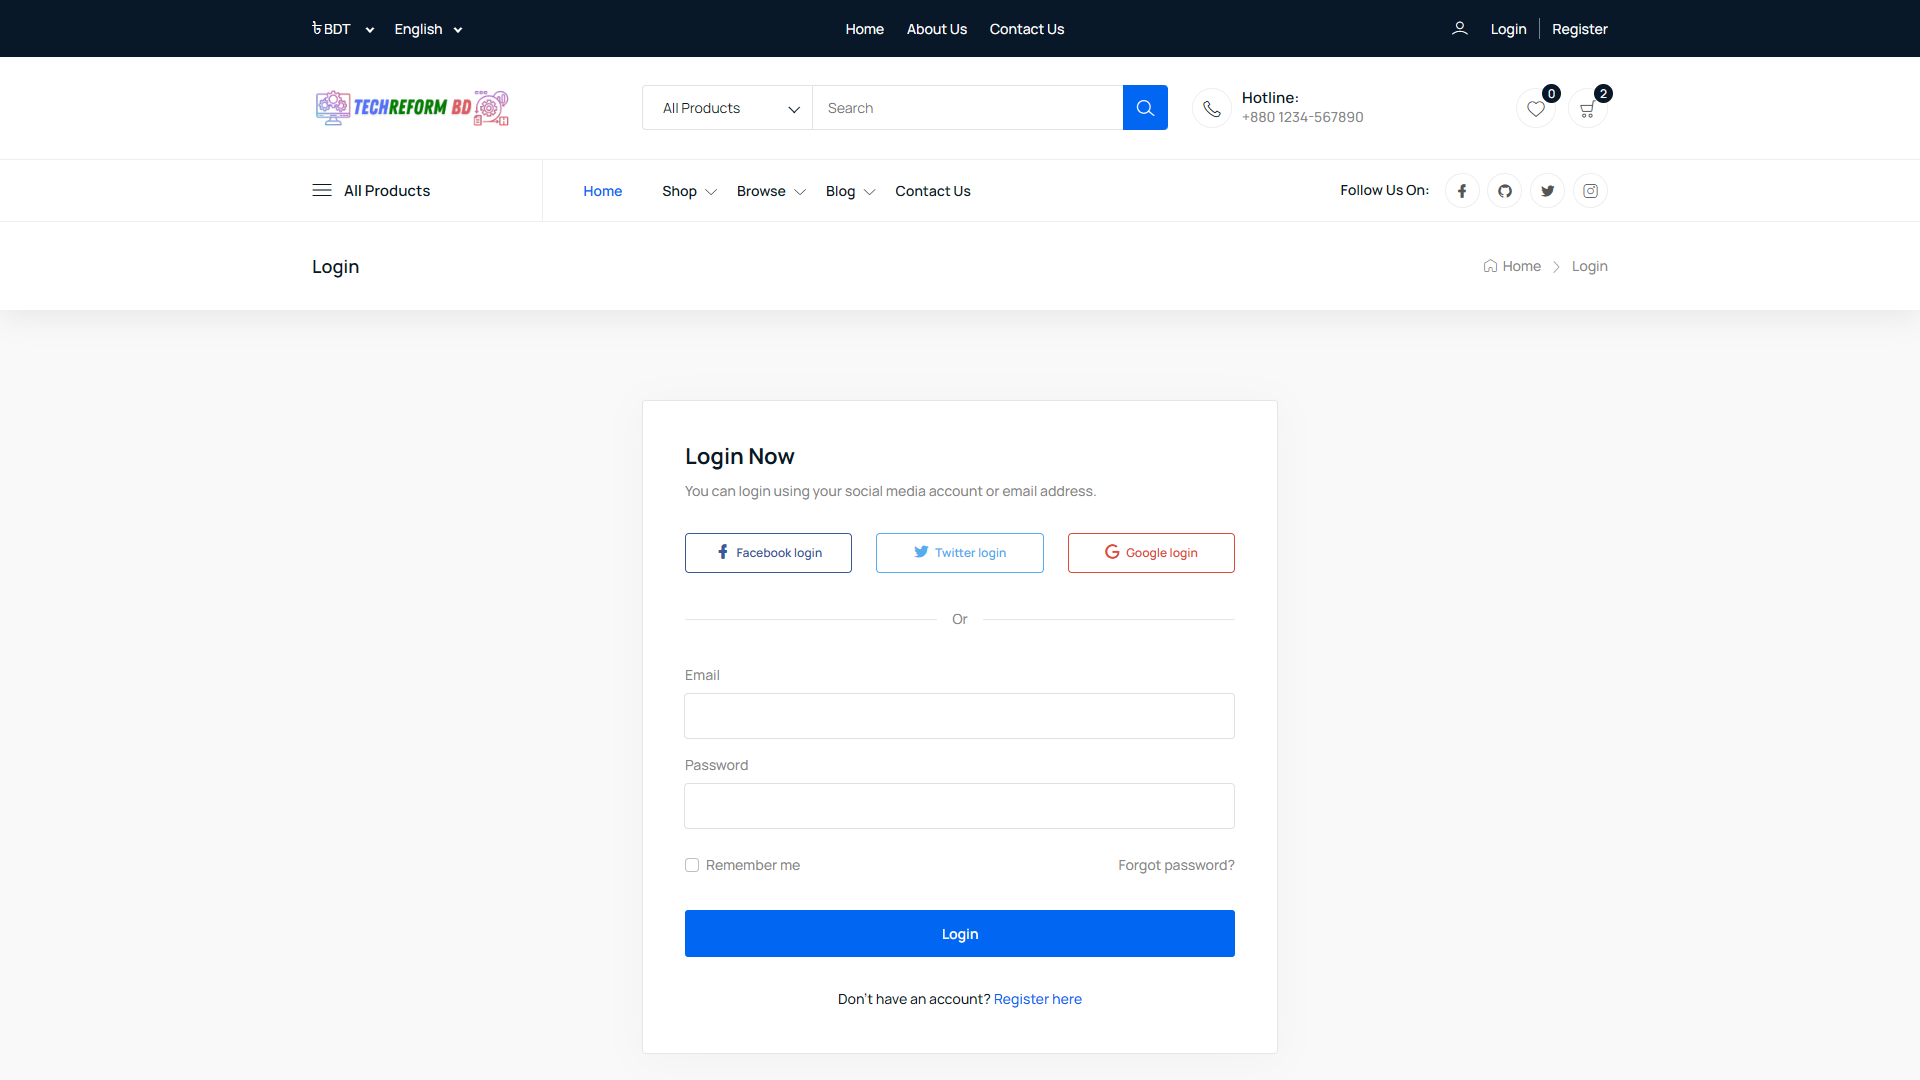 ৳ BDT English Home About Us Contact Us Login Register
TECHREFORM BD All Products Search Hotline: 0 2
+880 1234-567890
All Products Home Shop Browse Blog Contact Us Follow Us On:
Login Home Login
Login Now
You can login using your social media account or email address.
Facebook login Twitter login Google login
Or
Email
Password
Remember me Forgot password?
Login
Don't have an account? Register here